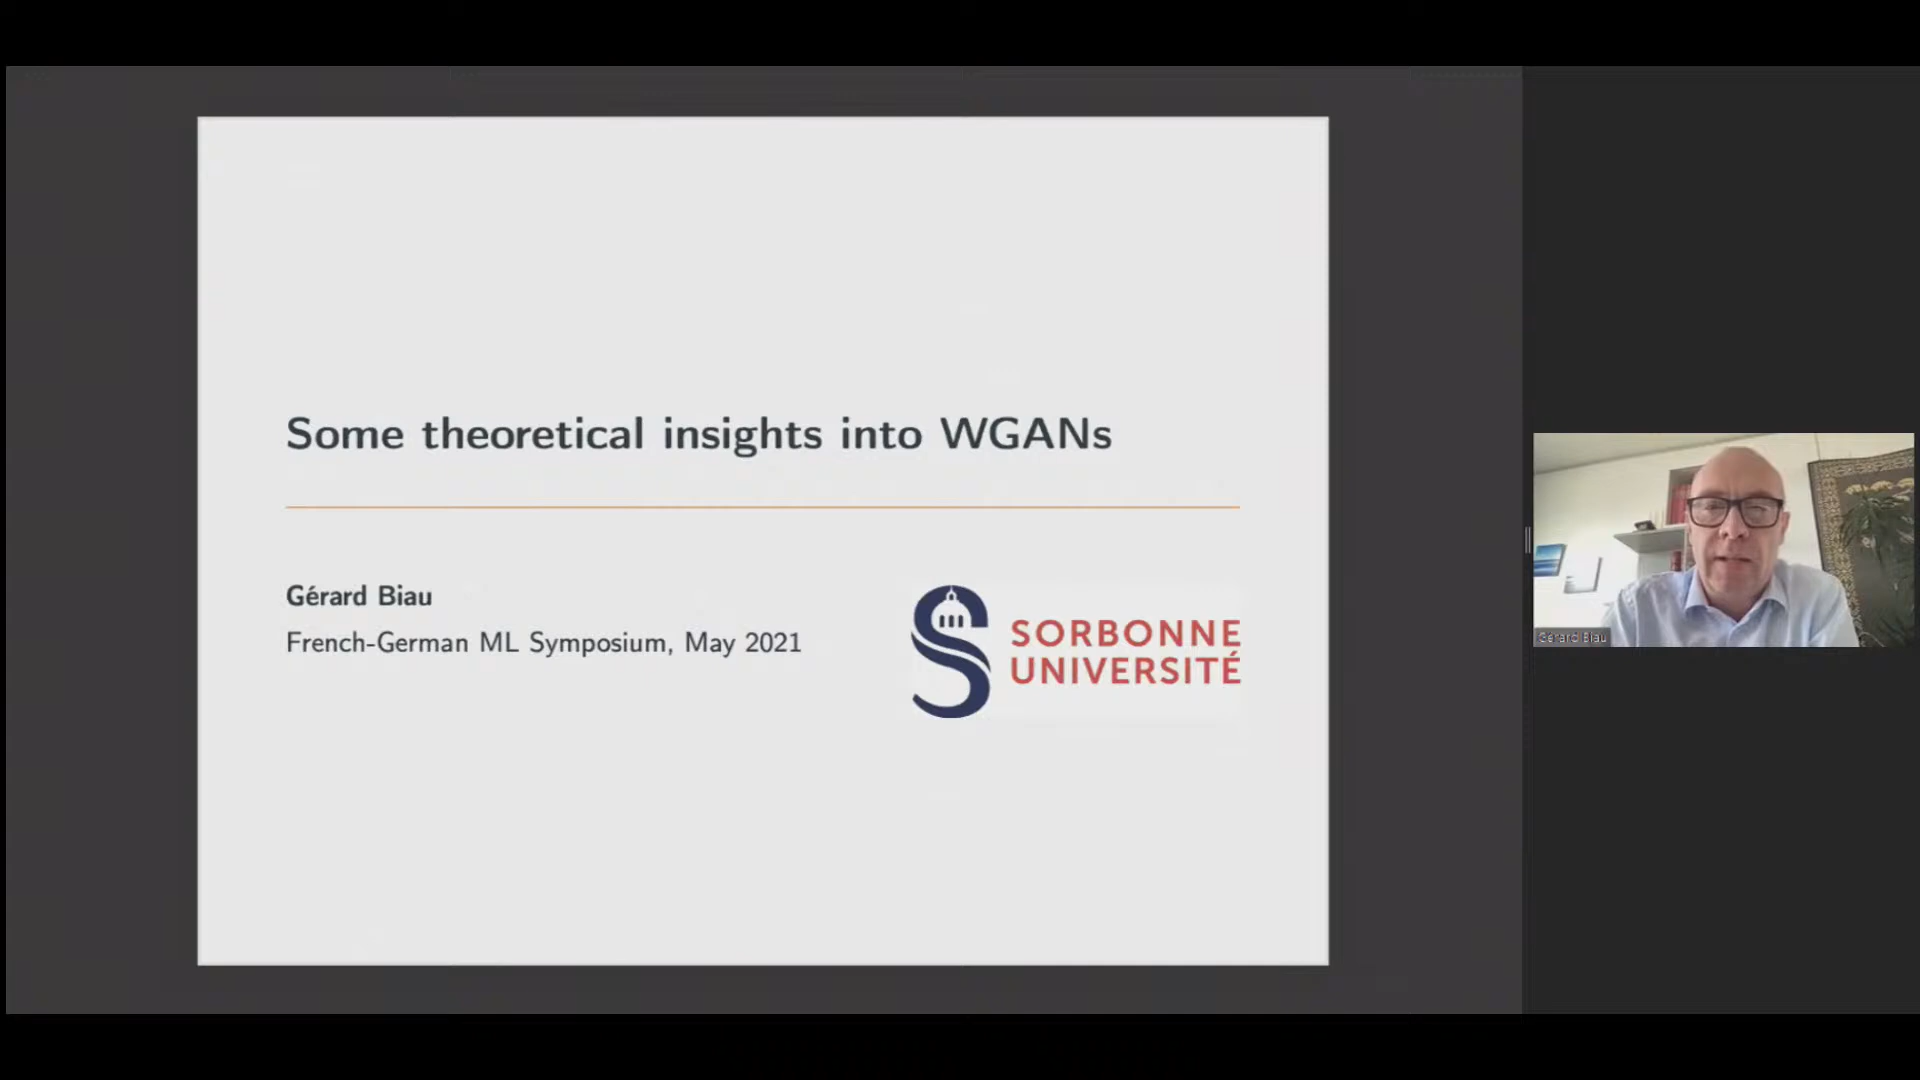 Some theoretical insights into WGANs
Gérard Biau
French-German ML Symposium, May 2021
SORBONNE
UNIVERSITÉ
Gérard Biau